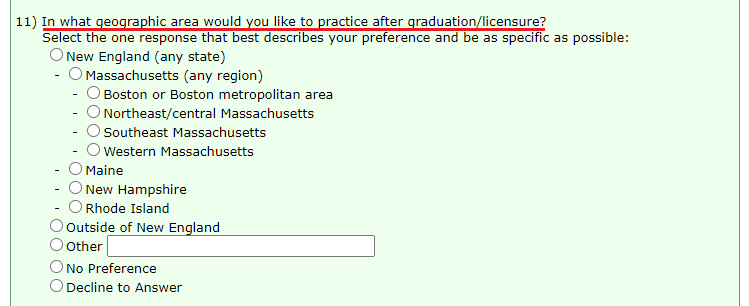 11) In what geographic area would you like to practice after graduation/licensure?
Select the one response that best describes your preference and be as specific as possible:
New England (any state)
- Massachusetts (any region)
- Boston or Boston metropolitan area
- Northeast/central Massachusetts
- Southeast Massachusetts
- Western Massachusetts
- Maine
- New Hampshire
- Rhode Island
Outside of New England
Other
No Preference
Decline to Answer